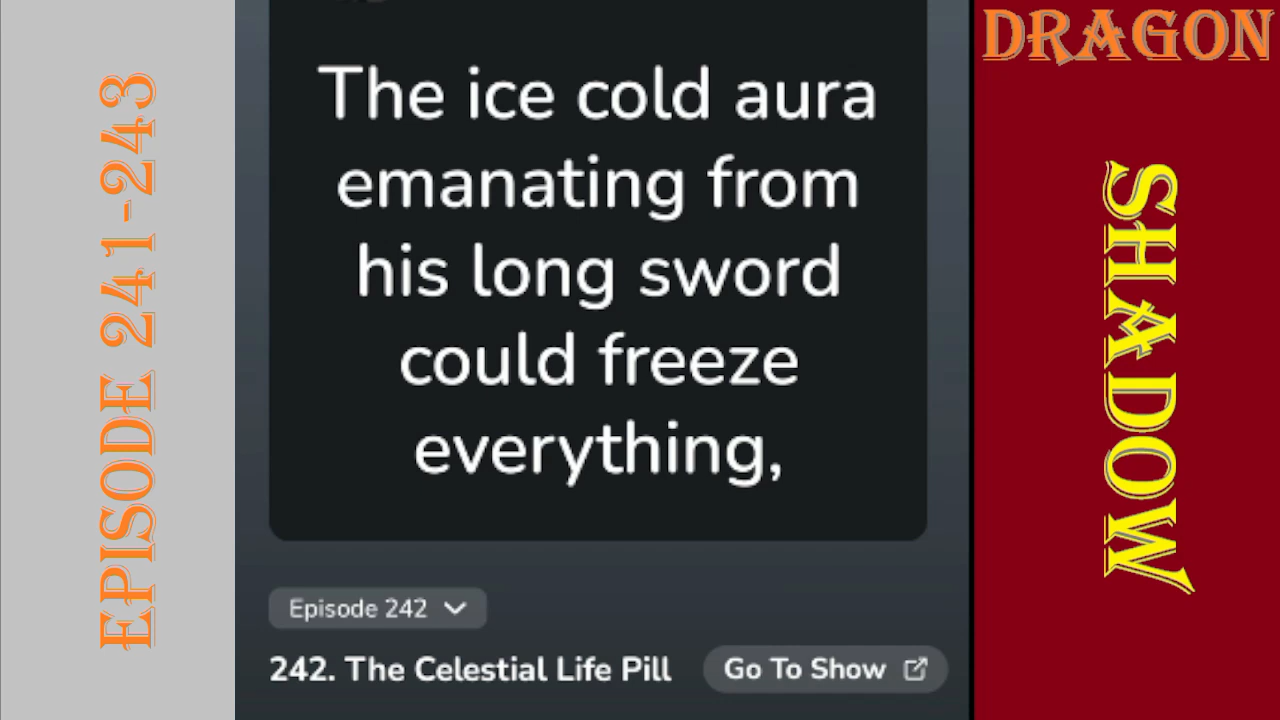 EPISODE 241-243
The ice cold aura
emanating from
his long sword
could freeze
everything,
Episode 242
242. The Celestial Life Pill
Go To Show
DRAGON
SHADOW